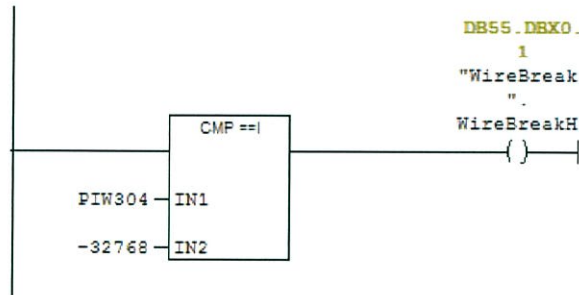 DB55.DBX0.
1
"WireBreak
".
WireBreakH
CMP ==I
PIW304
IN1
-32768
IN2